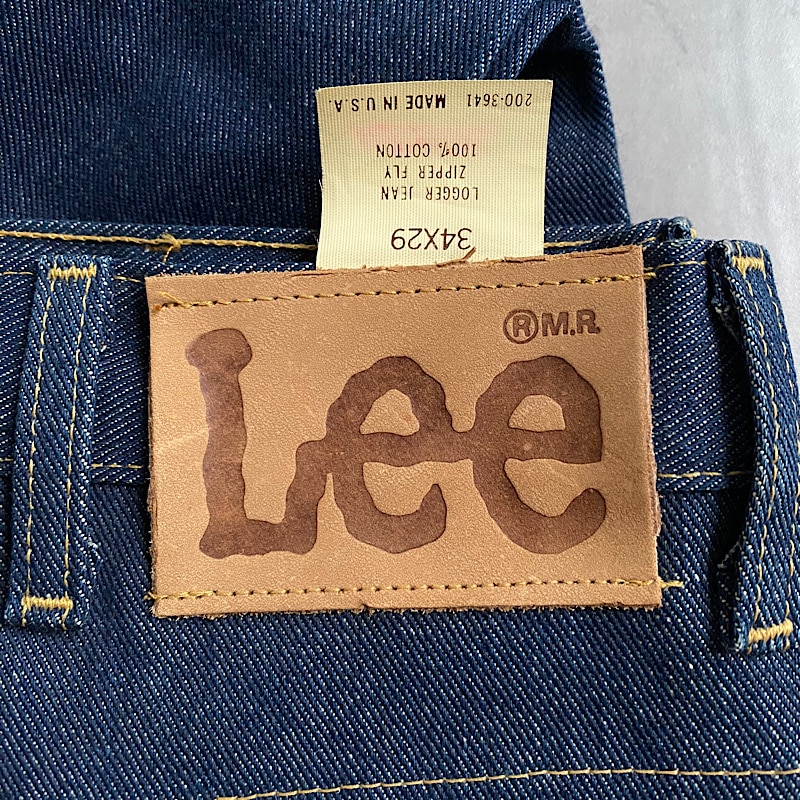 34X29
LOGGER JEAN
ZIPPER FLY
100% COTTON
200-3641 MADE IN U.S.A.
®M.R.
Lee